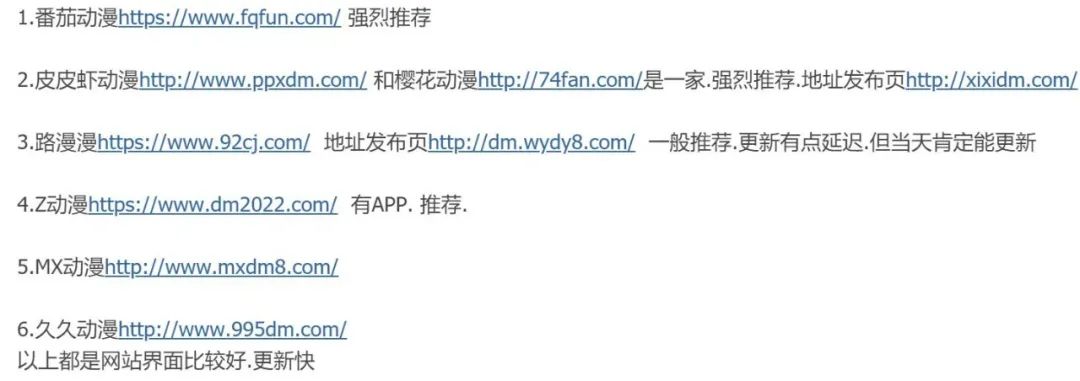 1.番茄动漫https://www.fqfun.com/ 强烈推荐
2.皮皮虾动漫http://www.ppxdm.com/ 和樱花动漫http://74fan.com/是一家.强烈推荐.地址发布页http://xixidm.com/
3.路漫漫https://www.92cj.com/ 地址发布页http://dm.wydy8.com/ 一般推荐.更新有点延迟.但当天肯定能更新
4.Z动漫https://www.dm2022.com/ 有APP. 推荐.
5.MX动漫http://www.mxdm8.com/
6.久久动漫http://www.995dm.com/
以上都是网站界面比较好.更新快